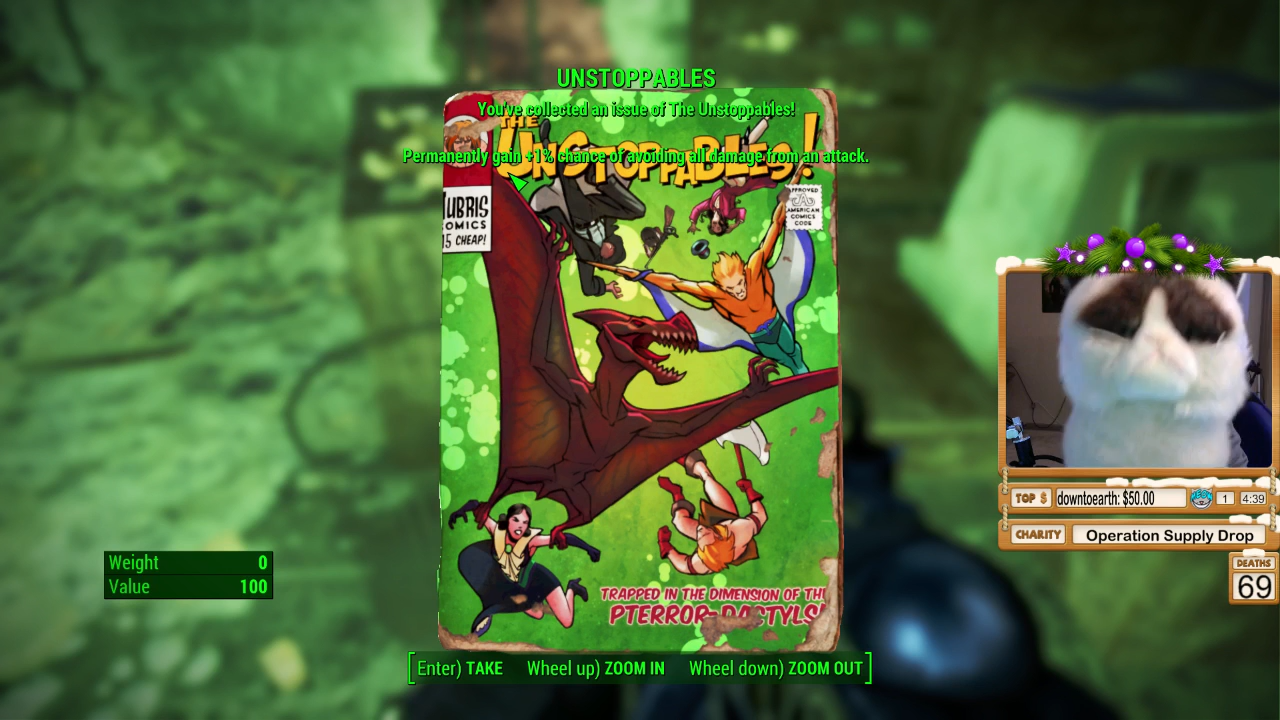 UNSTOPPABLES
You've collected an issue of The Unstoppables!
Permanently gain +1% chance of avoiding all damage from an attack.
THE
UNSTOPPABLES!
UBRIS
COMICS
15 CHEAP!
APPROVED
AMERICAN
COMICS
CODE
TRAPPED IN THE DIMENSION OF THE
PTERROR-DACTYLS!
Weight 0
Value 100
Enter) TAKE Wheel up) ZOOM IN Wheel down) ZOOM OUT
TOP $ downtoearth: $50.00 1 4:39
CHARITY Operation Supply Drop
DEATHS
69